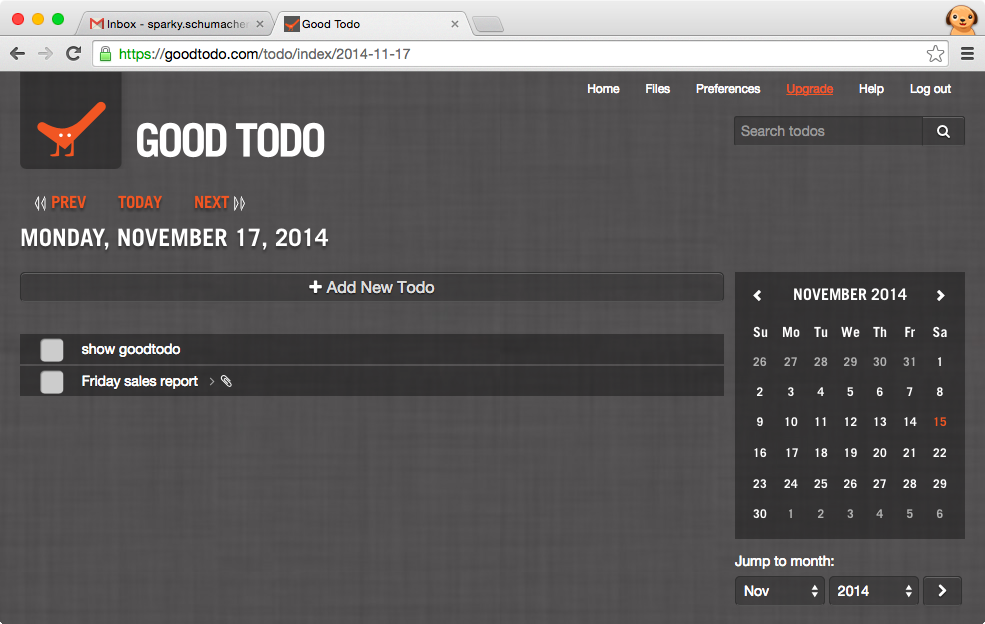 Inbox - sparky.schumacher
Good Todo
https://goodtodo.com/todo/index/2014-11-17
Home Files Preferences Upgrade Help Log out
GOOD TODO
Search todos
PREV TODAY NEXT
MONDAY, NOVEMBER 17, 2014
Add New Todo
show goodtodo
Friday sales report
NOVEMBER 2014
Su Mo Tu We Th Fr Sa
26 27 28 29 30 31 1
2 3 4 5 6 7 8
9 10 11 12 13 14 15
16 17 18 19 20 21 22
23 24 25 26 27 28 29
30 1 2 3 4 5 6
Jump to month:
Nov 2014